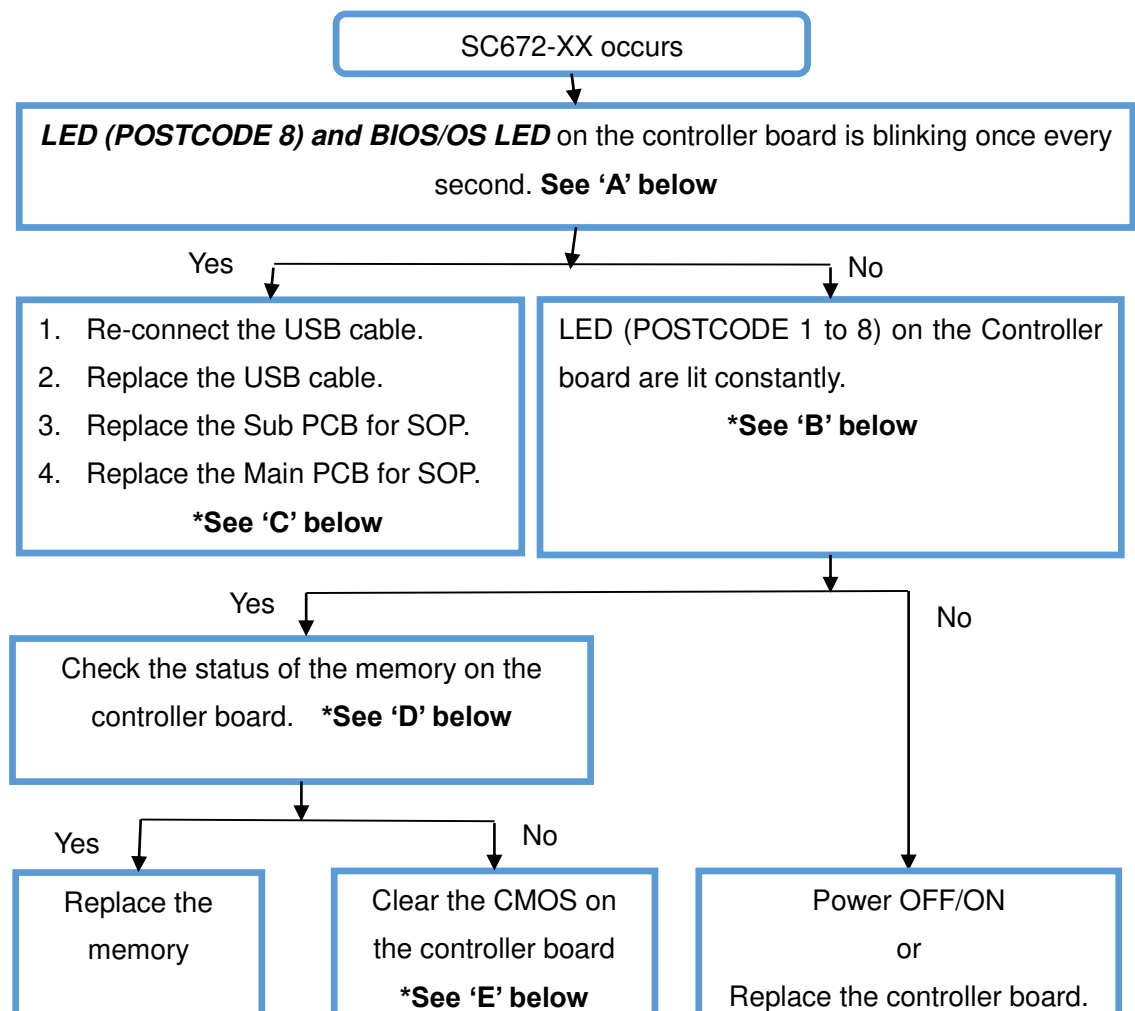 SC672-XX occurs
LED (POSTCODE 8) and BIOS/OS LED on the controller board is blinking once every
second. See ‘A’ below
Yes
No
1. Re-connect the USB cable.
2. Replace the USB cable.
3. Replace the Sub PCB for SOP.
4. Replace the Main PCB for SOP.
*See ‘C’ below
LED (POSTCODE 1 to 8) on the Controller
board are lit constantly.
*See ‘B’ below
Yes
No
Check the status of the memory on the
controller board. *See ‘D’ below
Yes
No
Replace the
memory
Clear the CMOS on
the controller board
*See ‘E’ below
Power OFF/ON
or
Replace the controller board.